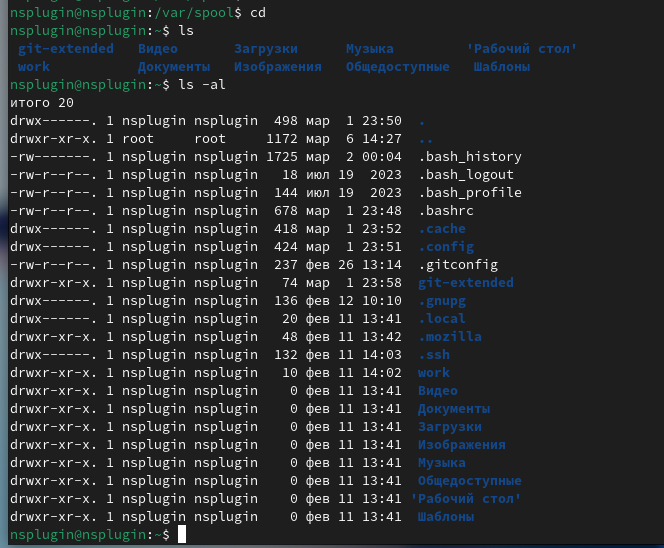 nsplugin@nsplugin:/var/spool$ cd
nsplugin@nsplugin:~$ ls
git-extended Видео Загрузки Музыка 'Рабочий стол'
work Документы Изображения Общедоступные Шаблоны
nsplugin@nsplugin:~$ ls -al
итого 20
drwx------. 1 nsplugin nsplugin 498 мар 1 23:50 .
drwxr-xr-x. 1 root root 1172 мар 6 14:27 ..
-rw-------. 1 nsplugin nsplugin 1725 мар 2 00:04 .bash_history
-rw-r--r--. 1 nsplugin nsplugin 18 июл 19 2023 .bash_logout
-rw-r--r--. 1 nsplugin nsplugin 144 июл 19 2023 .bash_profile
-rw-r--r--. 1 nsplugin nsplugin 678 мар 1 23:48 .bashrc
drwx------. 1 nsplugin nsplugin 418 мар 1 23:52 .cache
drwx------. 1 nsplugin nsplugin 424 мар 1 23:51 .config
-rw-r--r--. 1 nsplugin nsplugin 237 фев 26 13:14 .gitconfig
drwxr-xr-x. 1 nsplugin nsplugin 74 мар 1 23:58 git-extended
drwx------. 1 nsplugin nsplugin 136 фев 12 10:10 .gnupg
drwx------. 1 nsplugin nsplugin 20 фев 11 13:41 .local
drwxr-xr-x. 1 nsplugin nsplugin 48 фев 11 13:42 .mozilla
drwx------. 1 nsplugin nsplugin 132 фев 11 14:03 .ssh
drwxr-xr-x. 1 nsplugin nsplugin 10 фев 11 14:02 work
drwxr-xr-x. 1 nsplugin nsplugin 0 фев 11 13:41 Видео
drwxr-xr-x. 1 nsplugin nsplugin 0 фев 11 13:41 Документы
drwxr-xr-x. 1 nsplugin nsplugin 0 фев 11 13:41 Загрузки
drwxr-xr-x. 1 nsplugin nsplugin 0 фев 11 13:41 Изображения
drwxr-xr-x. 1 nsplugin nsplugin 0 фев 11 13:41 Музыка
drwxr-xr-x. 1 nsplugin nsplugin 0 фев 11 13:41 Общедоступные
drwxr-xr-x. 1 nsplugin nsplugin 0 фев 11 13:41 'Рабочий стол'
drwxr-xr-x. 1 nsplugin nsplugin 0 фев 11 13:41 Шаблоны
nsplugin@nsplugin:~$